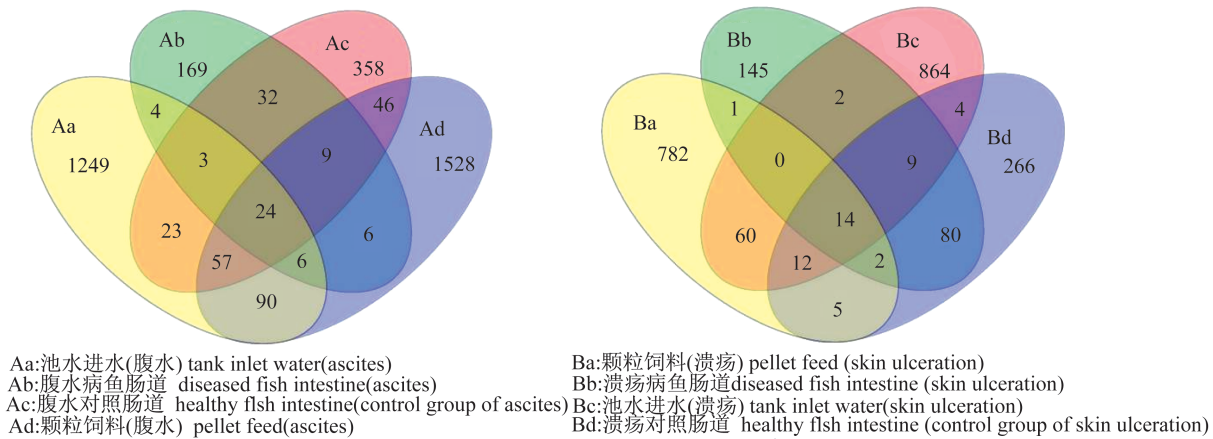 Ab
169
Ac
358
32
46
4
Aa
1249
3
9
Ad
1528
24
23
6
57
6
90
Bb
145
Bc
864
2
1
4
Ba
782
0
9
Bd
266
14
60
80
12
2
5
Aa:池水进水(腹水) tank inlet water(ascites)
Ab:腹水病鱼肠道 diseased fish intestine(ascites)
Ac:腹水对照肠道 healthy flsh intestine(control group of ascites)
Ad:颗粒饲料(腹水) pellet feed(ascites)
Ba:颗粒饲料(溃疡) pellet feed (skin ulceration)
Bb:溃疡病鱼肠道diseased fish intestine (skin ulceration)
Bc:池水进水(溃疡) tank inlet water(skin ulceration)
Bd:溃疡对照肠道 healthy flsh intestine (control group of skin ulceration)